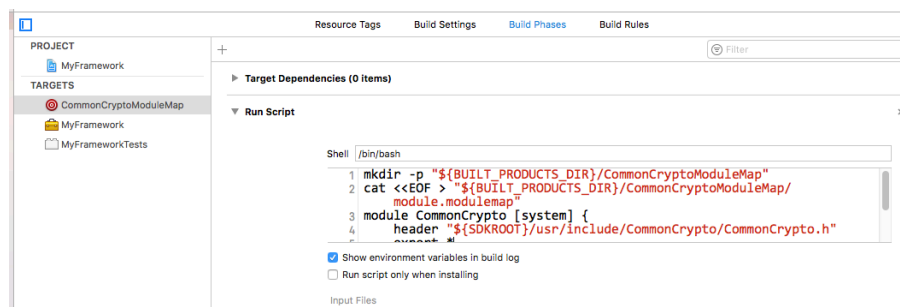 Resource Tags Build Settings Build Phases Build Rules
PROJECT
MyFramework
TARGETS
CommonCryptoModuleMap
MyFramework
MyFrameworkTests
+
Filter
Target Dependencies (0 items)
Run Script
Shell /bin/bash
1 mkdir -p "${BUILT_PRODUCTS_DIR}/CommonCryptoModuleMap"
2 cat <<EOF > "${BUILT_PRODUCTS_DIR}/CommonCryptoModuleMap/
module.modulemap"
3 module CommonCrypto [system] {
4 header "${SDKROOT}/usr/include/CommonCrypto/CommonCrypto.h"
5 export *
Show environment variables in build log
Run script only when installing
Input Files